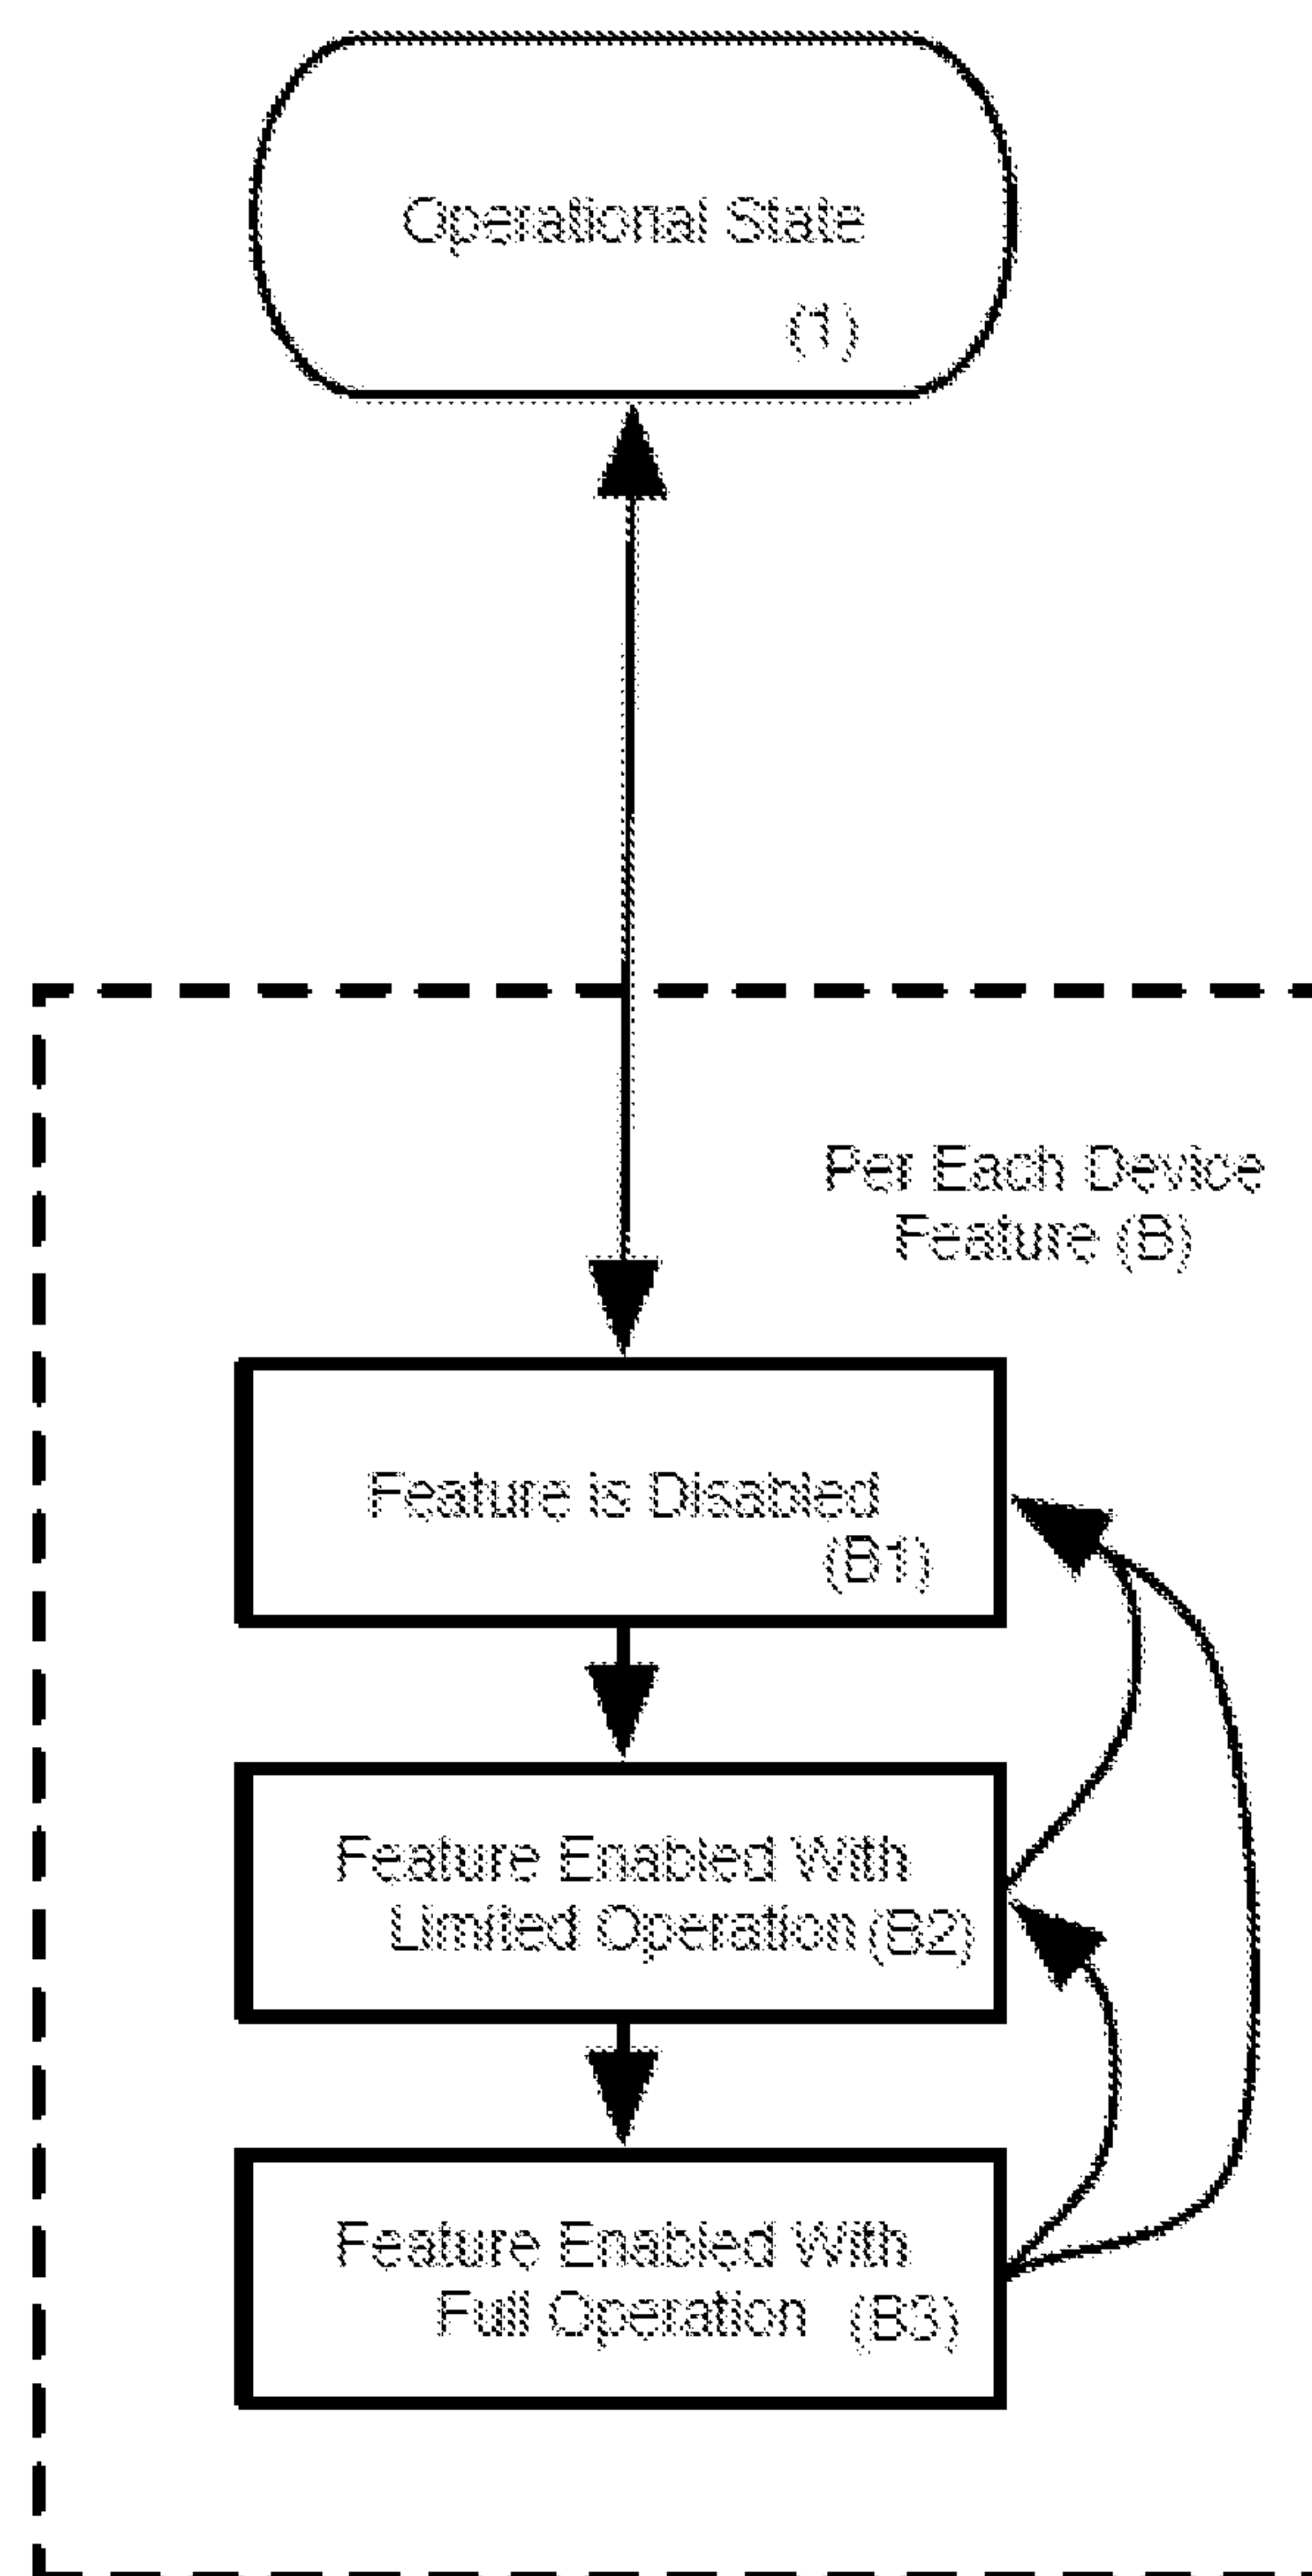 Operational State
(1)
Per Each Device
Feature (B)
Feature is Disabled
(B1)
Feature Enabled With
Limited Operation (B2)
Feature Enabled With
Full Operation (B3)